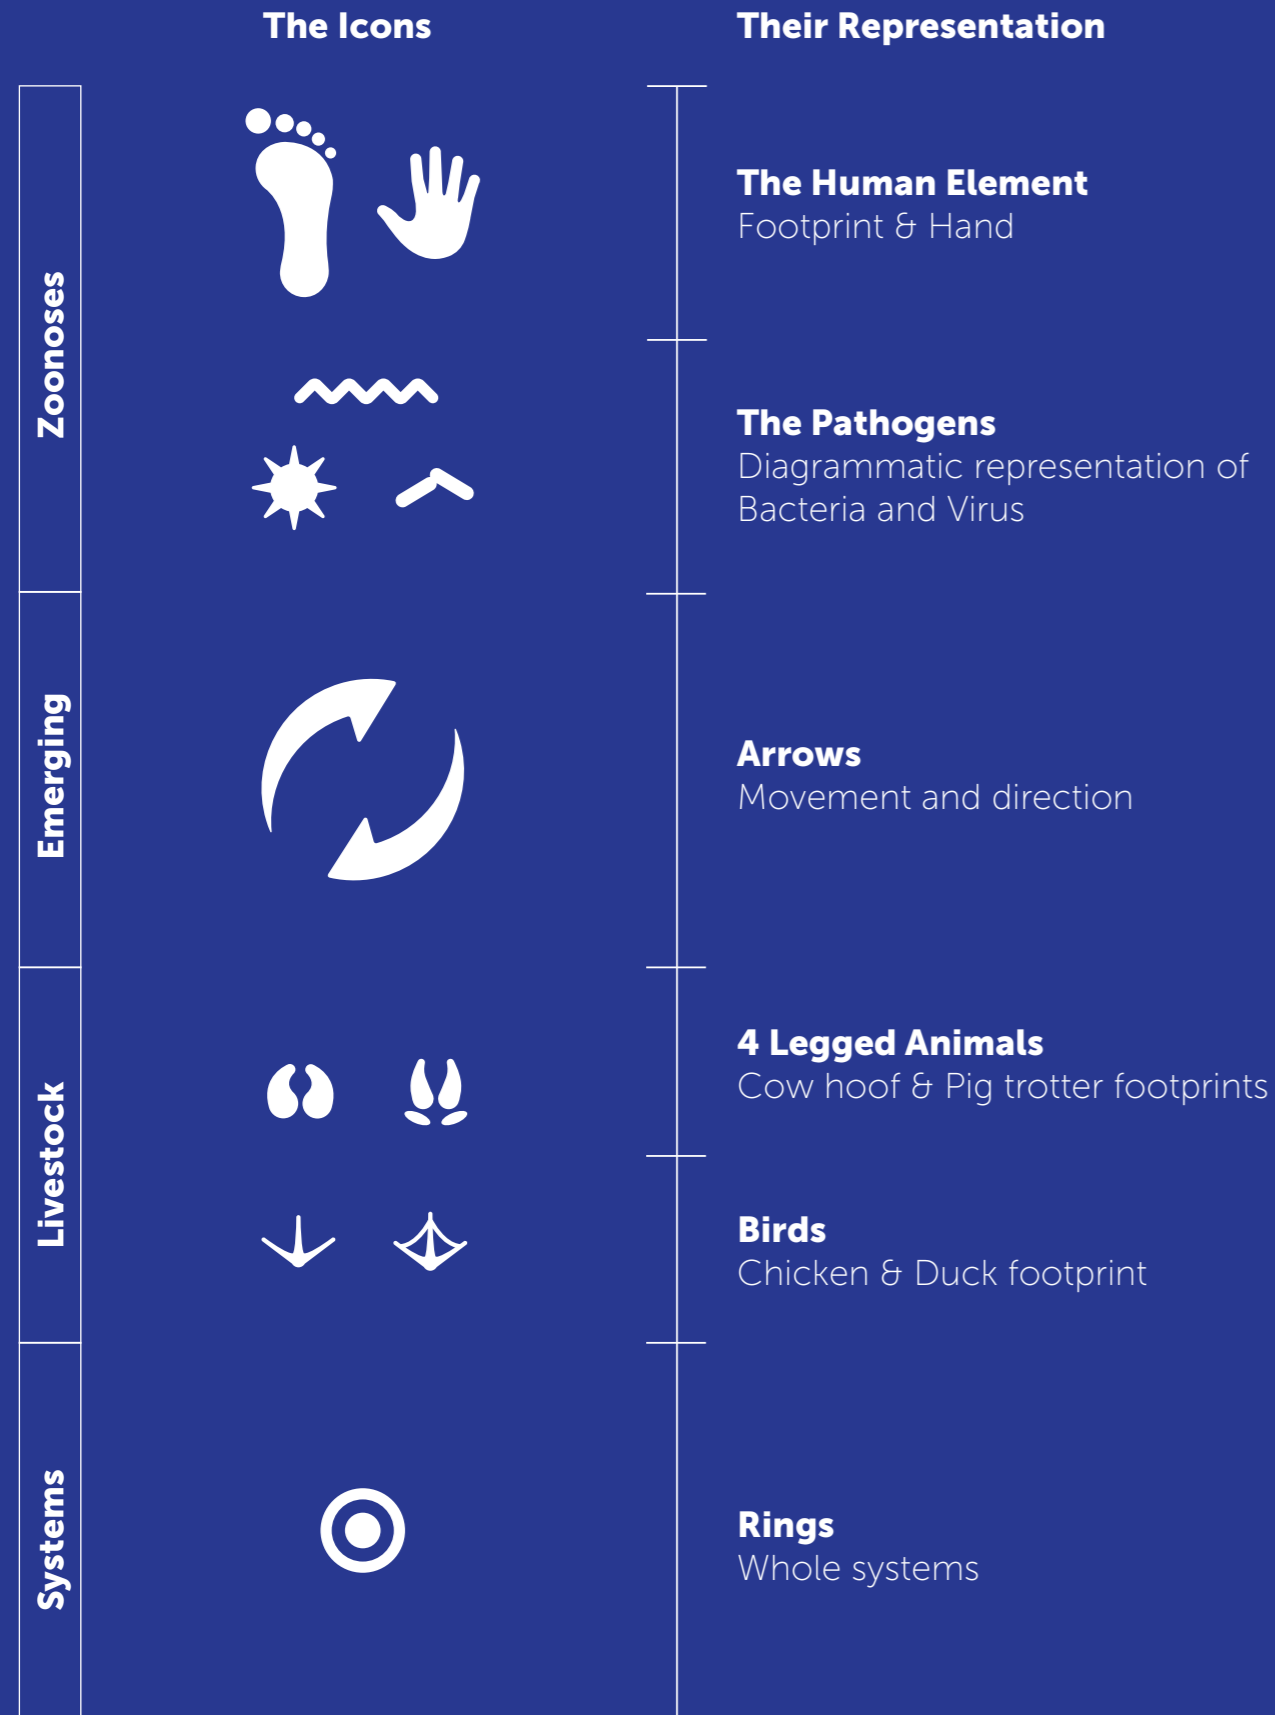 The Icons
Their Representation
Zoonoses
The Human Element
Footprint & Hand
The Pathogens
Diagrammatic representation of
Bacteria and Virus
Emerging
Arrows
Movement and direction
Livestock
4 Legged Animals
Cow hoof & Pig trotter footprints
Birds
Chicken & Duck footprint
Systems
Rings
Whole systems